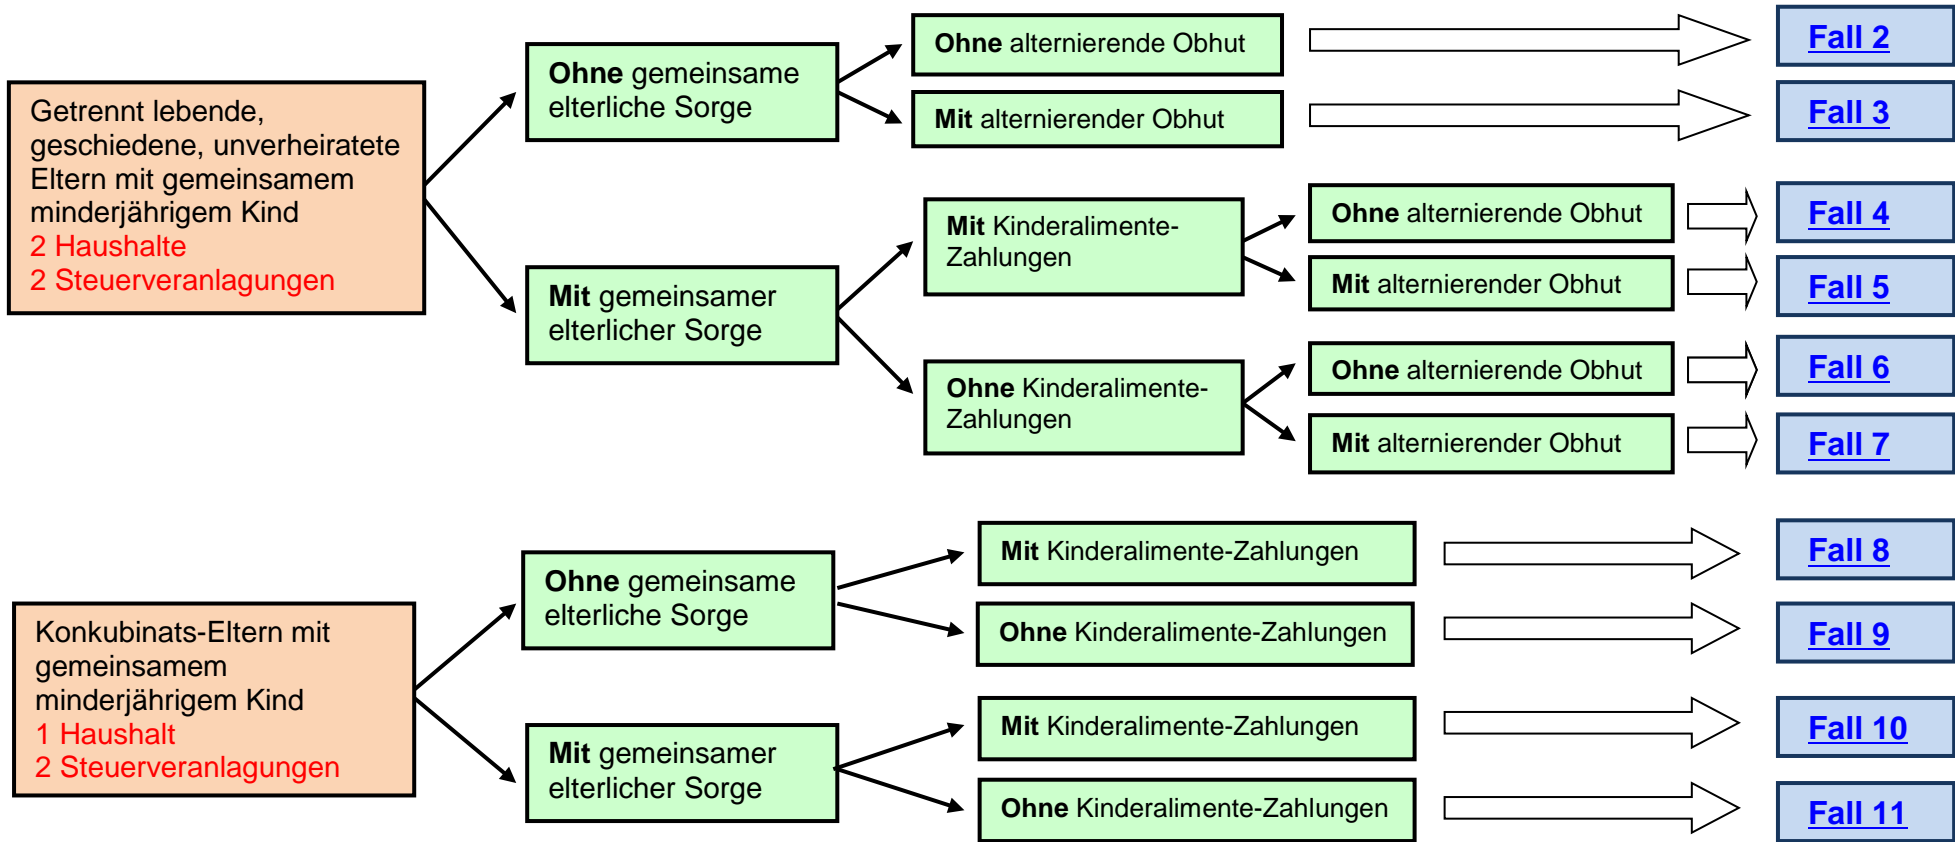 Getrennt lebende,
geschiedene, unverheiratete
Eltern mit gemeinsamem
minderjährigem Kind
2 Haushalte
2 Steuerveranlagungen
Ohne gemeinsame
elterliche Sorge
Ohne alternierende Obhut
Fall 2
Mit alternierender Obhut
Fall 3
Mit gemeinsamer
elterlicher Sorge
Mit Kinderalimente-
Zahlungen
Ohne alternierende Obhut
Fall 4
Mit alternierender Obhut
Fall 5
Ohne Kinderalimente-
Zahlungen
Ohne alternierende Obhut
Fall 6
Mit alternierender Obhut
Fall 7
Konkubinats-Eltern mit
gemeinsamem
minderjährigem Kind
1 Haushalt
2 Steuerveranlagungen
Ohne gemeinsame
elterliche Sorge
Mit Kinderalimente-Zahlungen
Fall 8
Ohne Kinderalimente-Zahlungen
Fall 9
Mit gemeinsamer
elterlicher Sorge
Mit Kinderalimente-Zahlungen
Fall 10
Ohne Kinderalimente-Zahlungen
Fall 11